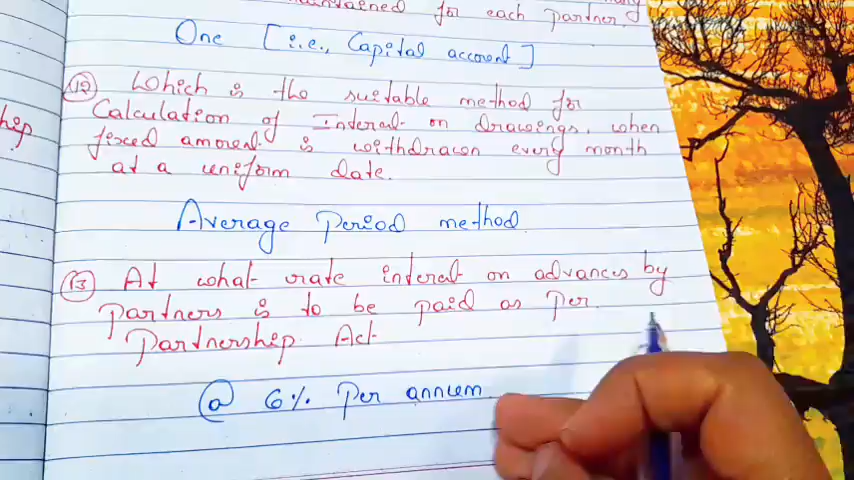 maintained for each partner.
One [i.e., Capital account]
12 Which is the suitable method for
Calculation of Interest on drawings, when
fixed amount is withdrawn every month
at a uniform date.
Average Period method
13 At what rate interest on advances by
Partners is to be paid as Per
Partnership Act
@ 6% Per annum